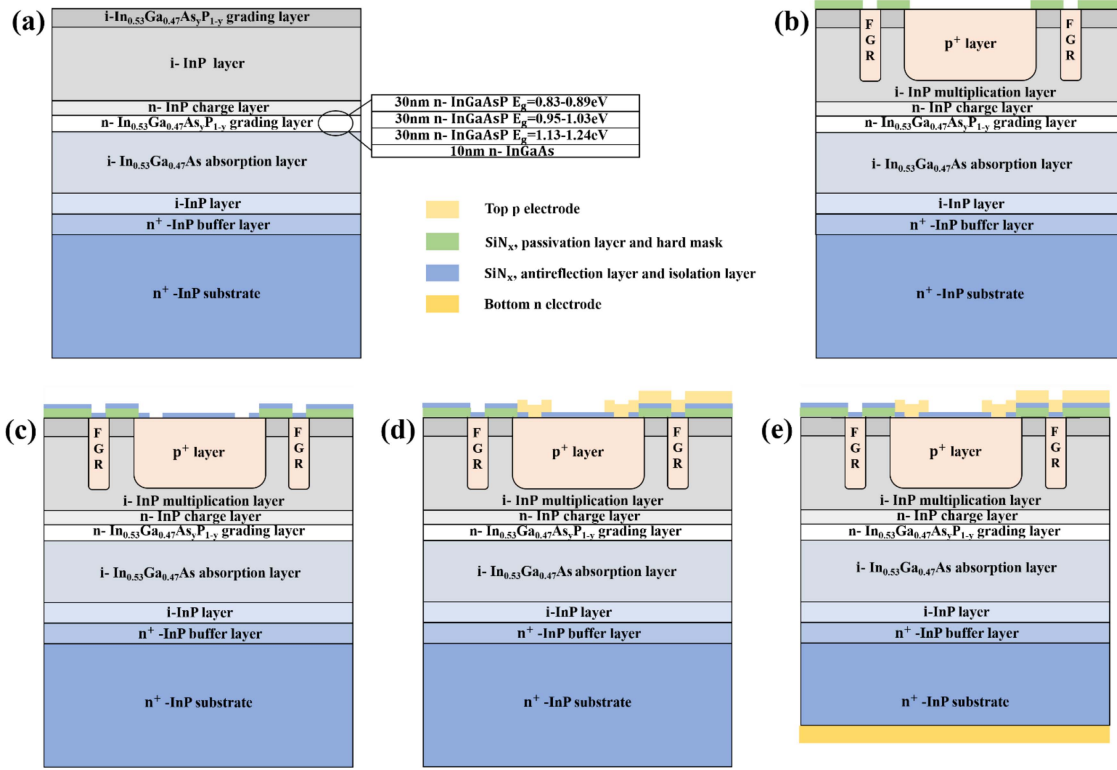 (a)
i-In0.53Ga0.47AsyP1-y grading layer
i- InP layer
n- InP charge layer
n- In0.53Ga0.47AsyP1-y grading layer
i- In0.53Ga0.47As absorption layer
i-InP layer
n+ -InP buffer layer
n+ -InP substrate
30nm n- InGaAsP Eg=0.83-0.89eV
30nm n- InGaAsP Eg=0.95-1.03eV
30nm n- InGaAsP Eg=1.13-1.24eV
10nm n- InGaAs
Top p electrode
SiNx, passivation layer and hard mask
SiNx, antireflection layer and isolation layer
Bottom n electrode
(b)
F
G
R
p+ layer
F
G
R
i- InP multiplication layer
n- InP charge layer
n- In0.53Ga0.47AsyP1-y grading layer
i- In0.53Ga0.47As absorption layer
i-InP layer
n+ -InP buffer layer
n+ -InP substrate
(c)
F
G
R
p+ layer
F
G
R
i- InP multiplication layer
n- InP charge layer
n- In0.53Ga0.47AsyP1-y grading layer
i- In0.53Ga0.47As absorption layer
i-InP layer
n+ -InP buffer layer
n+ -InP substrate
(d)
F
G
R
p+ layer
F
G
R
i- InP multiplication layer
n- InP charge layer
n- In0.53Ga0.47AsyP1-y grading layer
i- In0.53Ga0.47As absorption layer
i-InP layer
n+ -InP buffer layer
n+ -InP substrate
(e)
F
G
R
p+ layer
F
G
R
i- InP multiplication layer
n- InP charge layer
n- In0.53Ga0.47AsyP1-y grading layer
i- In0.53Ga0.47As absorption layer
i-InP layer
n+ -InP buffer layer
n+ -InP substrate